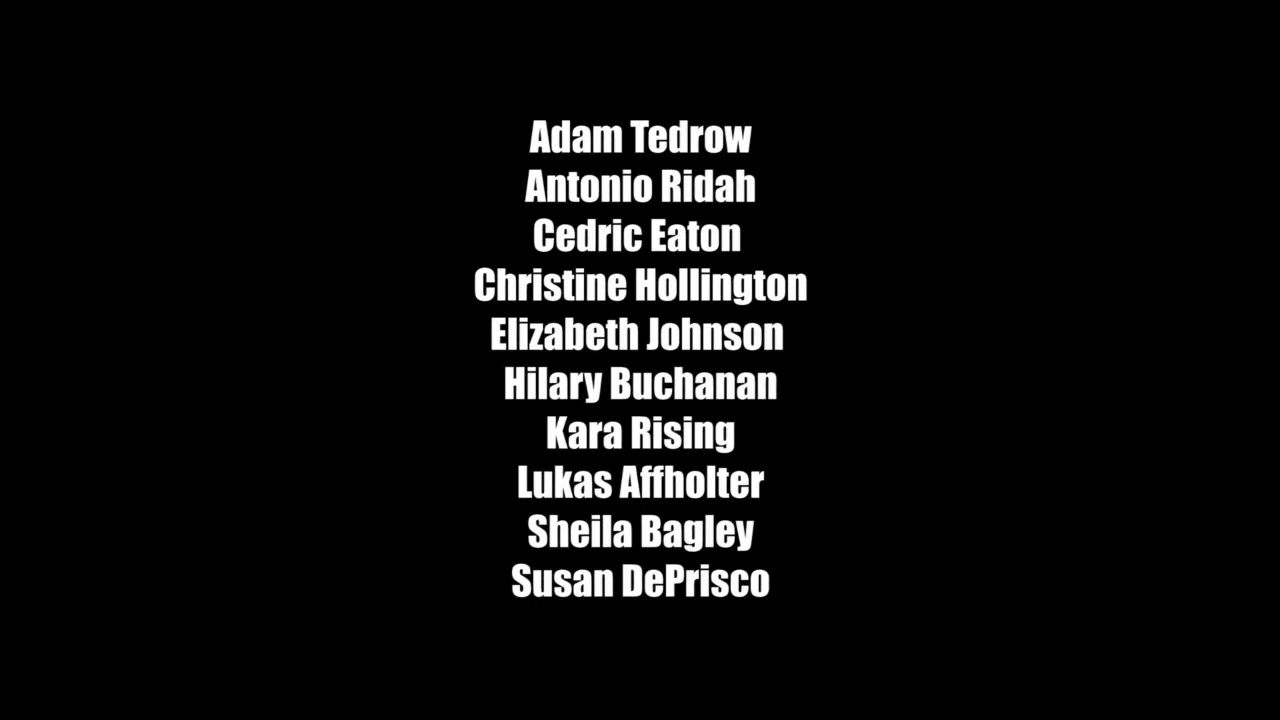 Adam Tedrow
Antonio Ridah
Cedric Eaton
Christine Hollington
Elizabeth Johnson
Hilary Buchanan
Kara Rising
Lukas Affholter
Sheila Bagley
Susan DePrisco